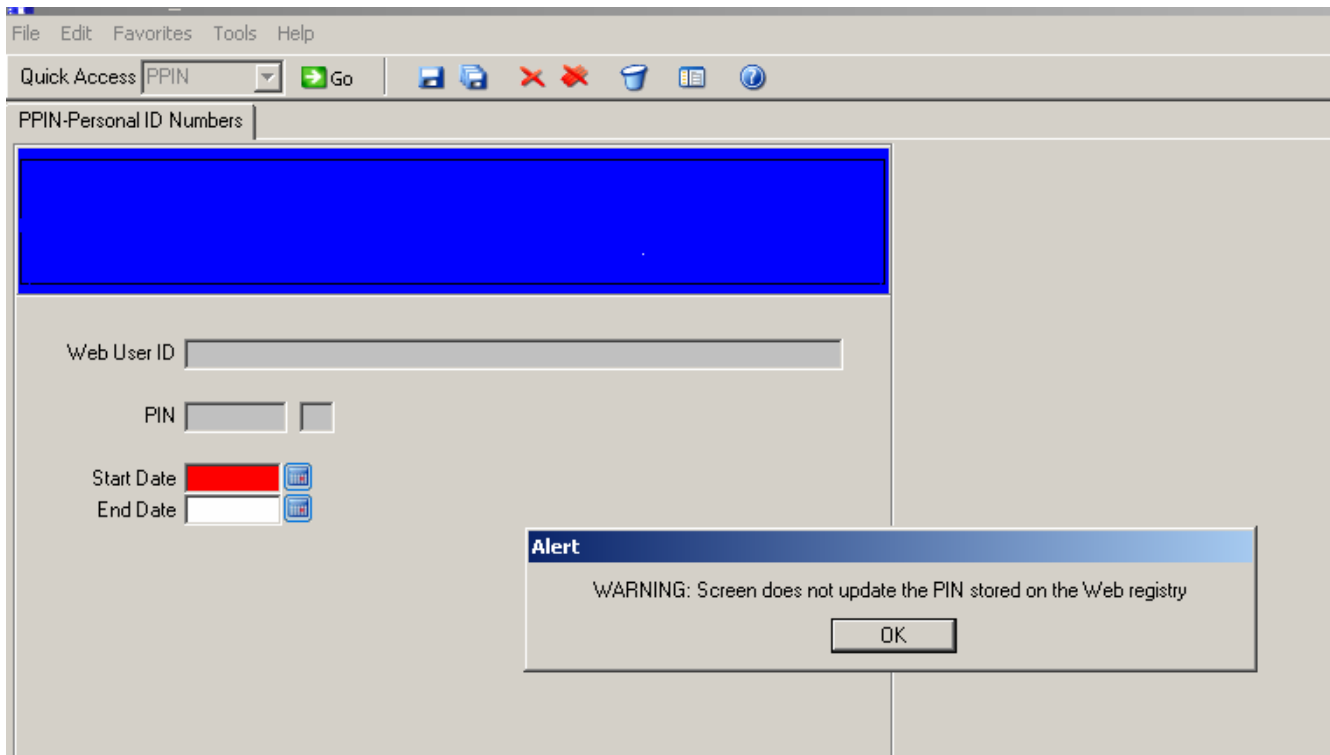 File Edit Favorites Tools Help
Quick Access PPIN Go
PPIN-Personal ID Numbers
Web User ID
PIN
Start Date
End Date
Alert
WARNING: Screen does not update the PIN stored on the Web registry
OK